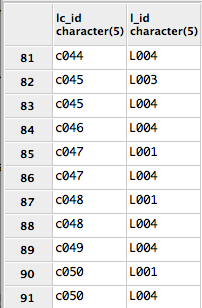 lc_id l_id
character(5) character(5)
81 c044 L004
82 c045 L003
83 c045 L004
84 c046 L004
85 c047 L001
86 c047 L004
87 c048 L001
88 c048 L004
89 c049 L004
90 c050 L001
91 c050 L004